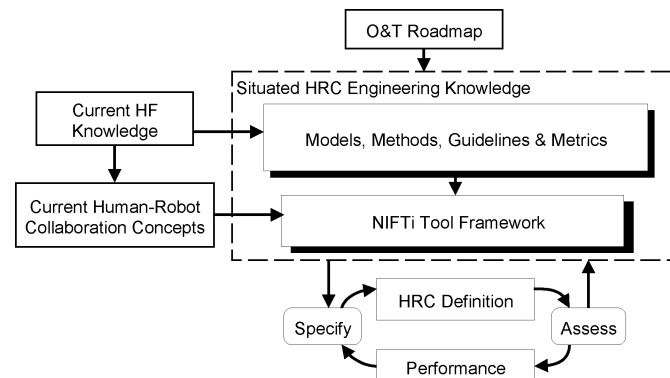 O&T Roadmap
Situated HRC Engineering Knowledge
Current HF
Knowledge
Models, Methods, Guidelines & Metrics
Current Human-Robot
Collaboration Concepts
NIFTi Tool Framework
HRC Definition
Specify
Assess
Performance